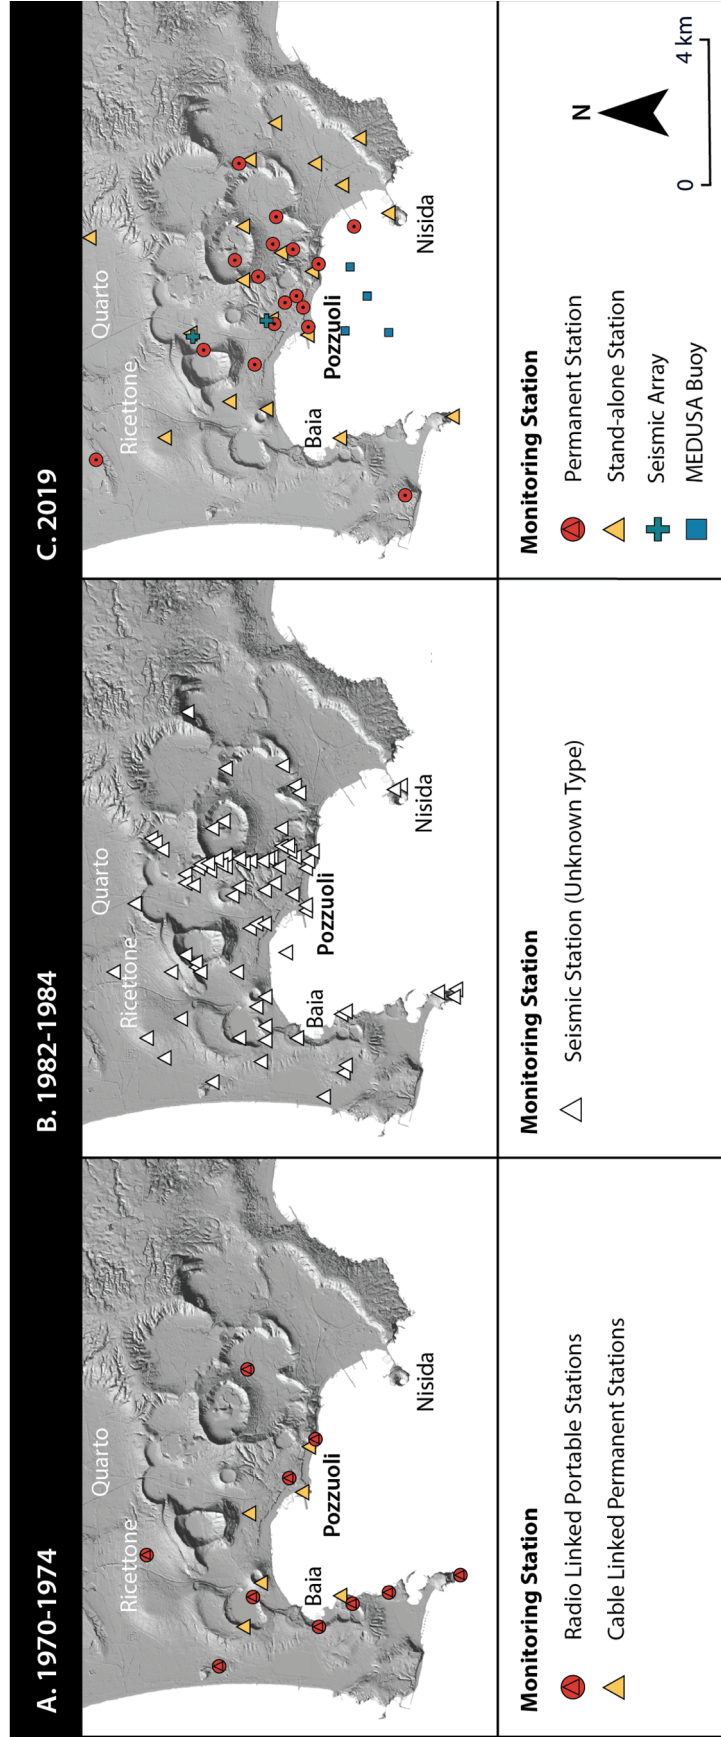 A. 1970-1974
Quarto
Ricettone
Pozzuoli
Baia
Nisida
Monitoring Station
Radio Linked Portable Stations
Cable Linked Permanent Stations
B. 1982-1984
Quarto
Ricettone
Pozzuoli
Baia
Nisida
Monitoring Station
Seismic Station (Unknown Type)
C. 2019
Quarto
Ricettone
Pozzuoli
Baia
Nisida
Monitoring Station
Permanent Station
Stand-alone Station
Seismic Array
MEDUSA Buoy
N
0 4 km